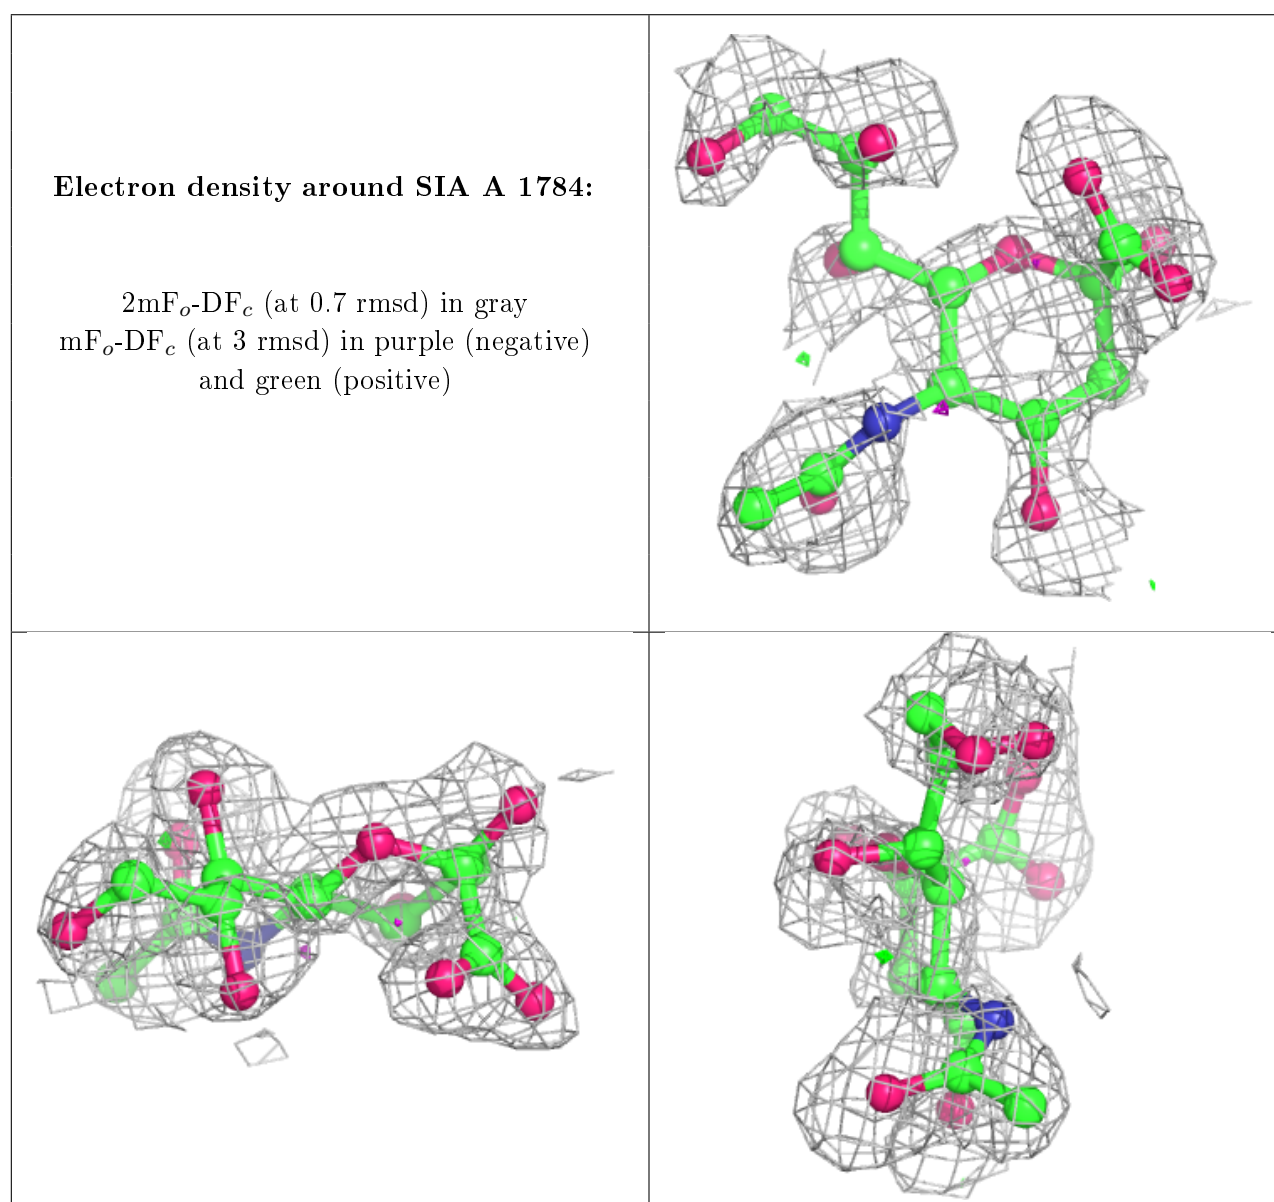 Electron density around SIA A 1784:
2mFₒ-DF𝒸 (at 0.7 rmsd) in gray
mFₒ-DF𝒸 (at 3 rmsd) in purple (negative)
and green (positive)